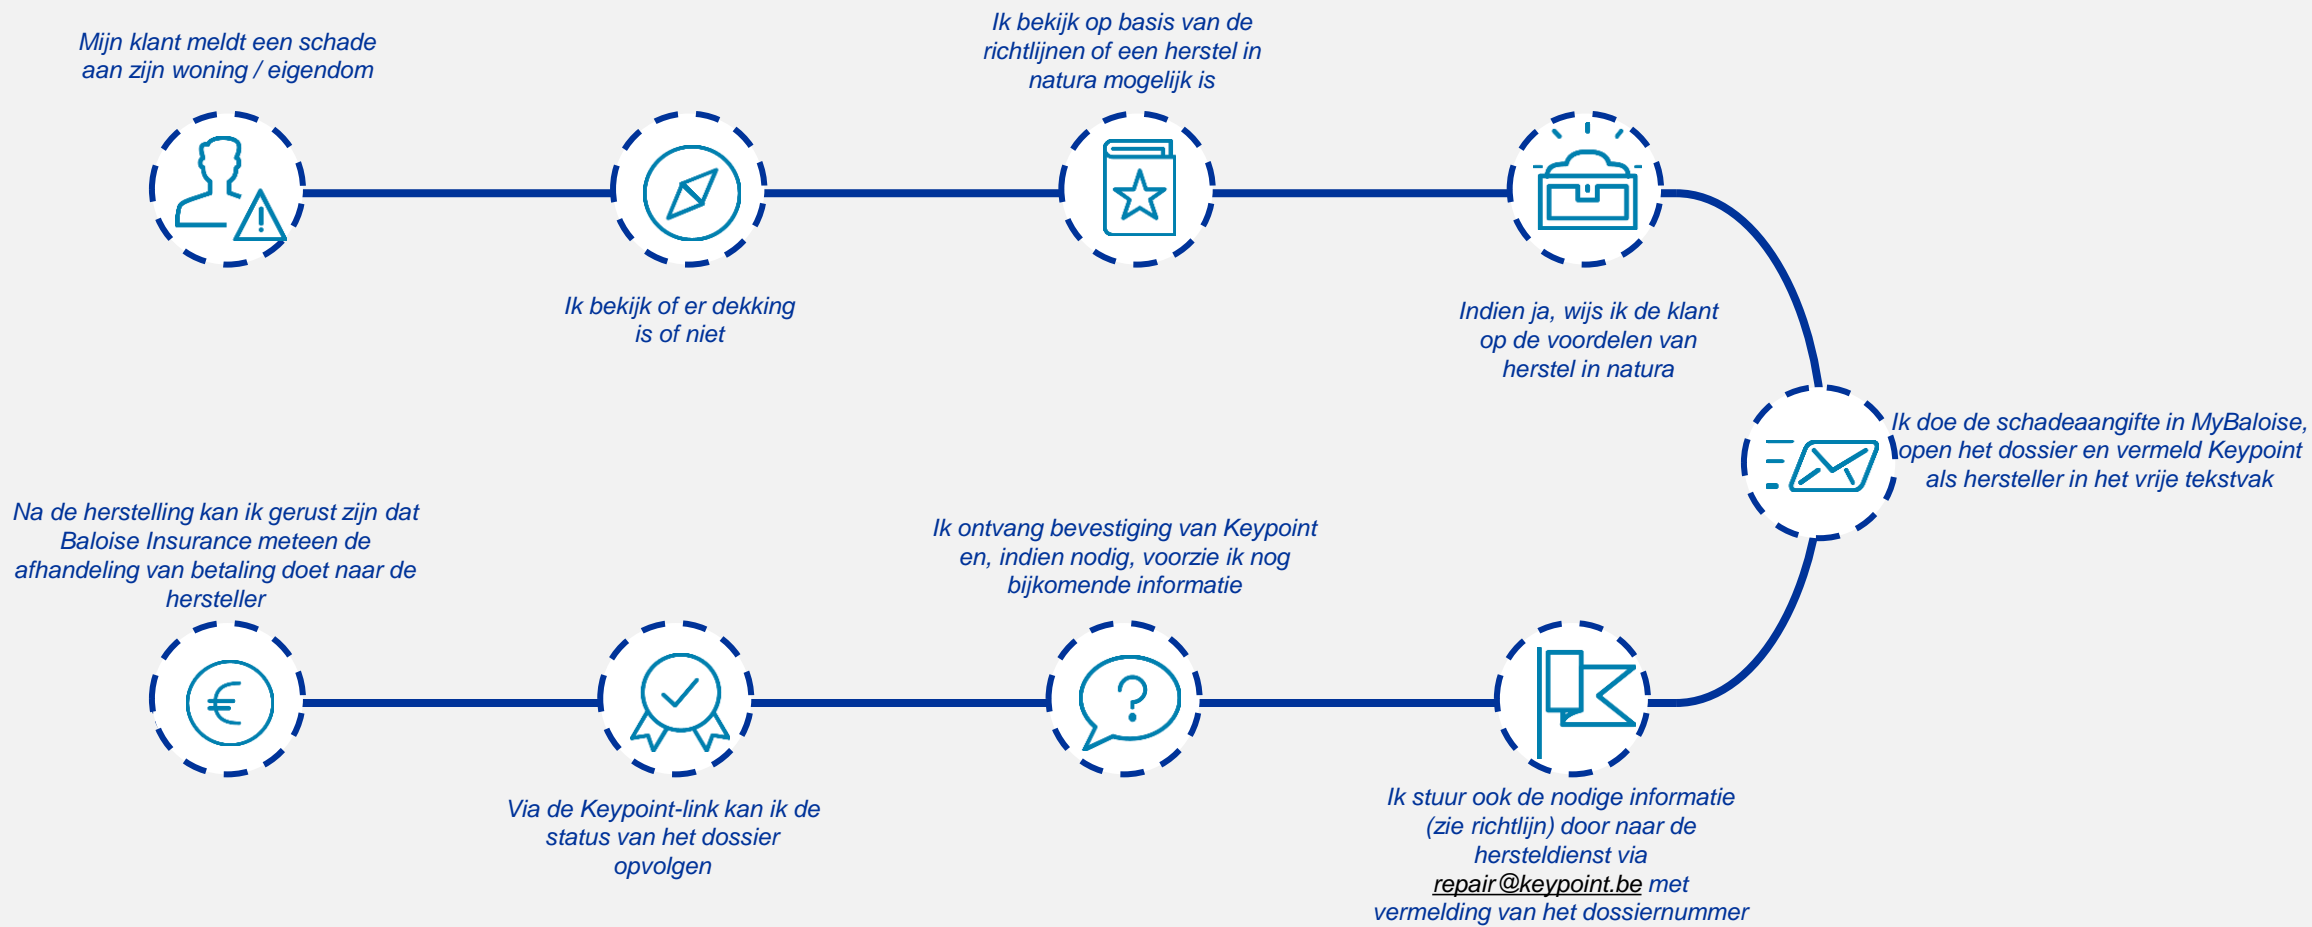 Mijn klant meldt een schade
aan zijn woning / eigendom
Ik bekijk of er dekking
is of niet
Ik bekijk op basis van de
richtlijnen of een herstel in
natura mogelijk is
Indien ja, wijs ik de klant
op de voordelen van
herstel in natura
Ik doe de schadeaangifte in MyBaloise,
open het dossier en vermeld Keypoint
als hersteller in het vrije tekstvak
Ik stuur ook de nodige informatie
(zie richtlijn) door naar de
hersteldienst via
repair@keypoint.be met
vermelding van het dossiernummer
Ik ontvang bevestiging van Keypoint
en, indien nodig, voorzie ik nog
bijkomende informatie
Via de Keypoint-link kan ik de
status van het dossier
opvolgen
Na de herstelling kan ik gerust zijn dat
Baloise Insurance meteen de
afhandeling van betaling doet naar de
hersteller